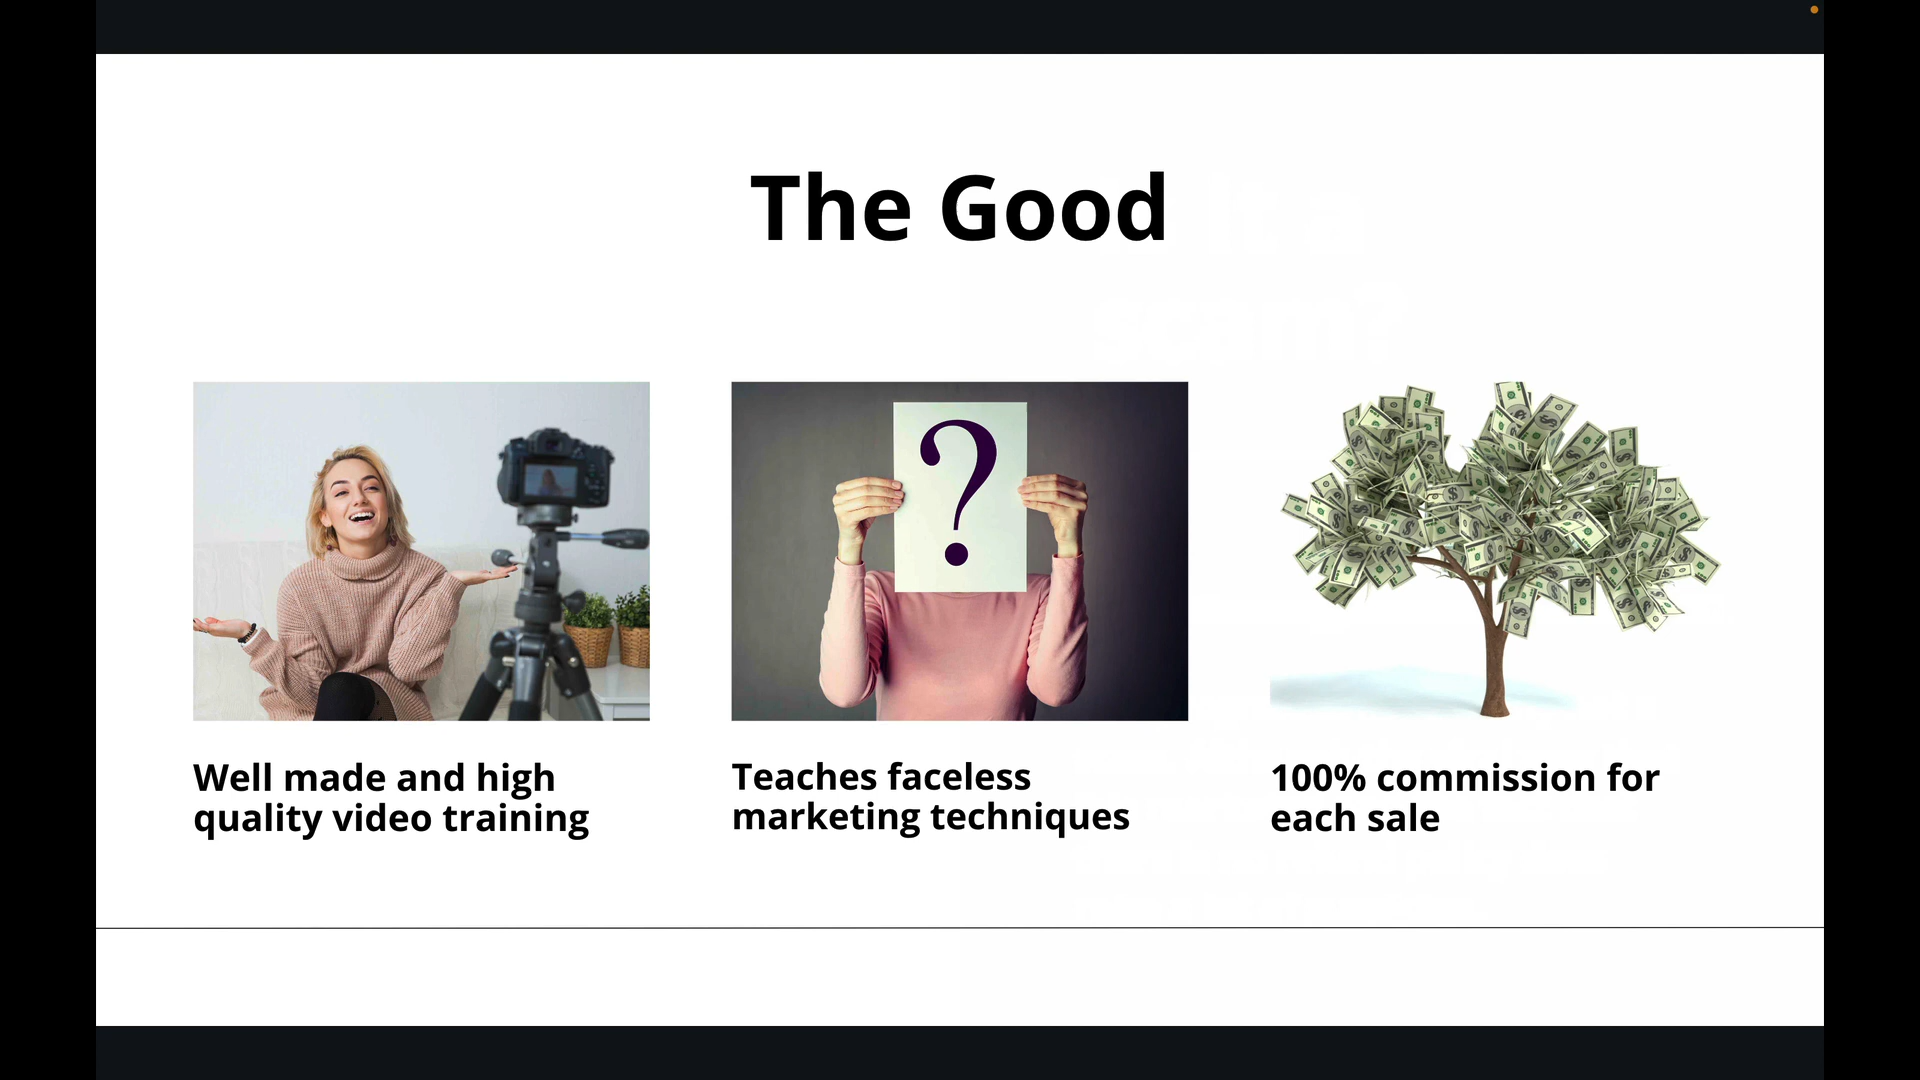 The Good
?
Well made and high
quality video training
Teaches faceless
marketing techniques
100% commission for
each sale